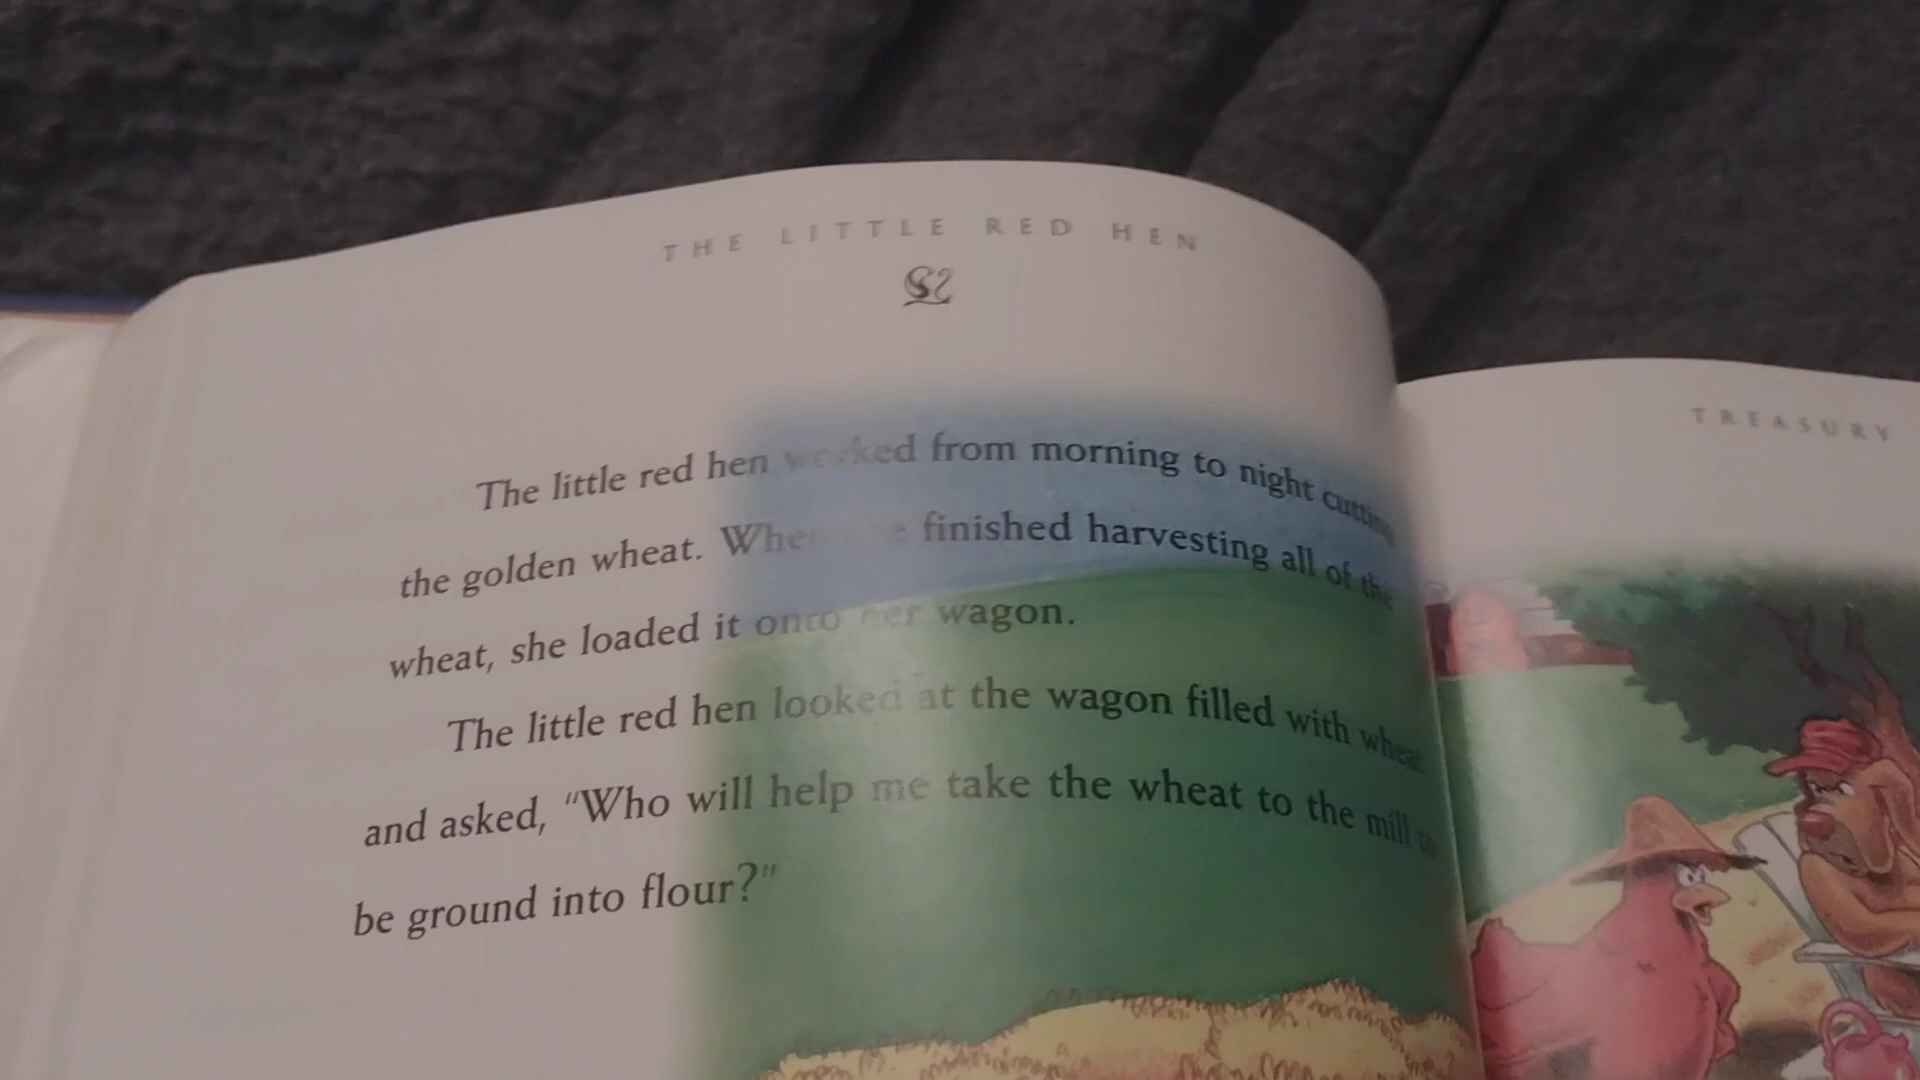 THE LITTLE RED HEN
The little red hen worked from morning to night cutting
the golden wheat. When finished harvesting all of the
wheat, she loaded it onto her wagon.
The little red hen looked at the wagon filled with wheat
and asked, "Who will help me take the wheat to the mill to
be ground into flour?"
TREASURY